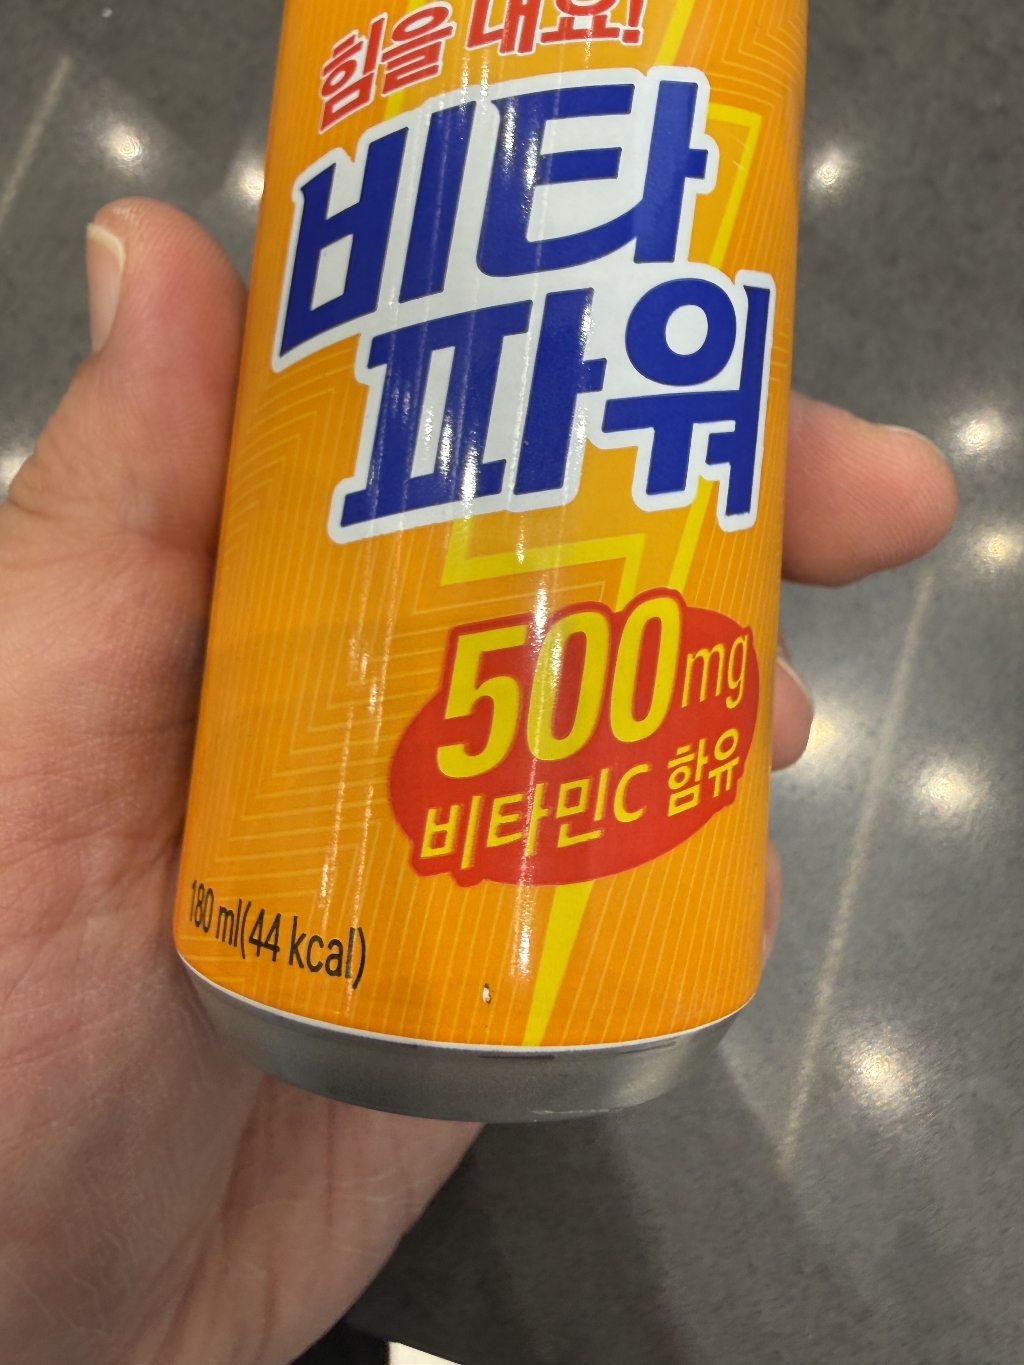 힘을 내요!
비타
파워
500mg
비타민C 함유
180 ml(44 kcal)